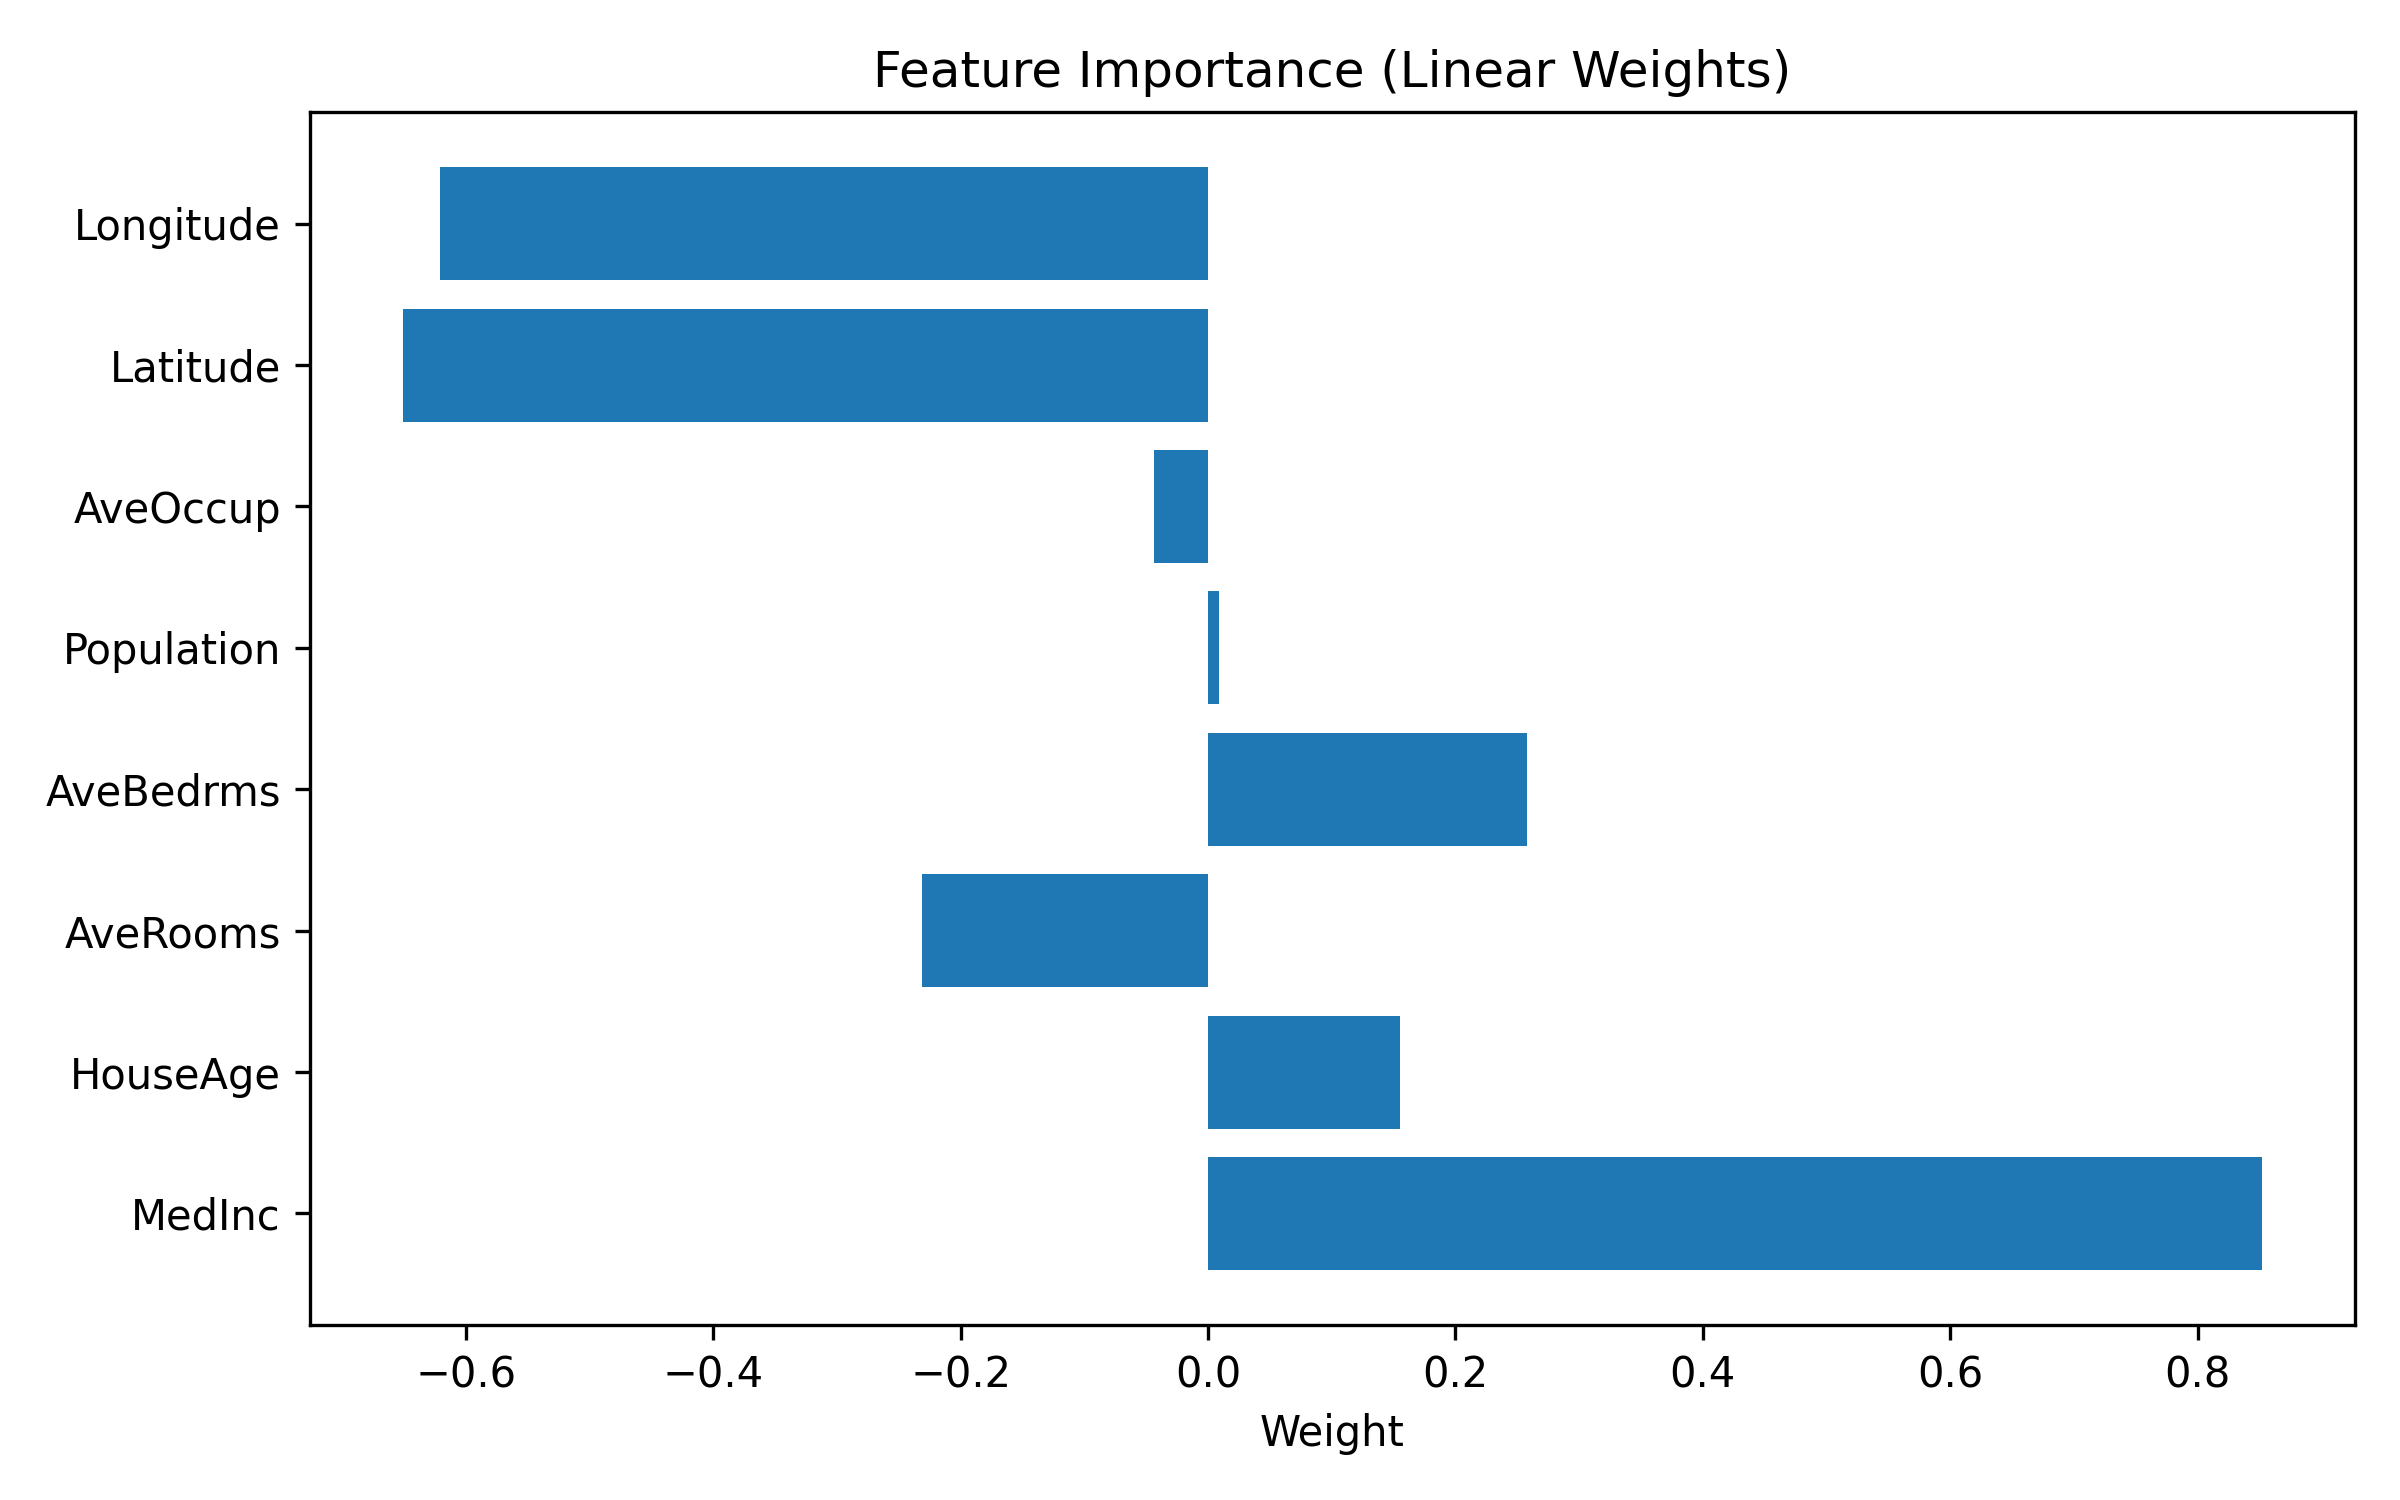 Feature Importance (Linear Weights)
Longitude
Latitude
AveOccup
Population
AveBedrms
AveRooms
HouseAge
MedInc
−0.6 −0.4 −0.2 0.0 0.2 0.4 0.6 0.8
Weight